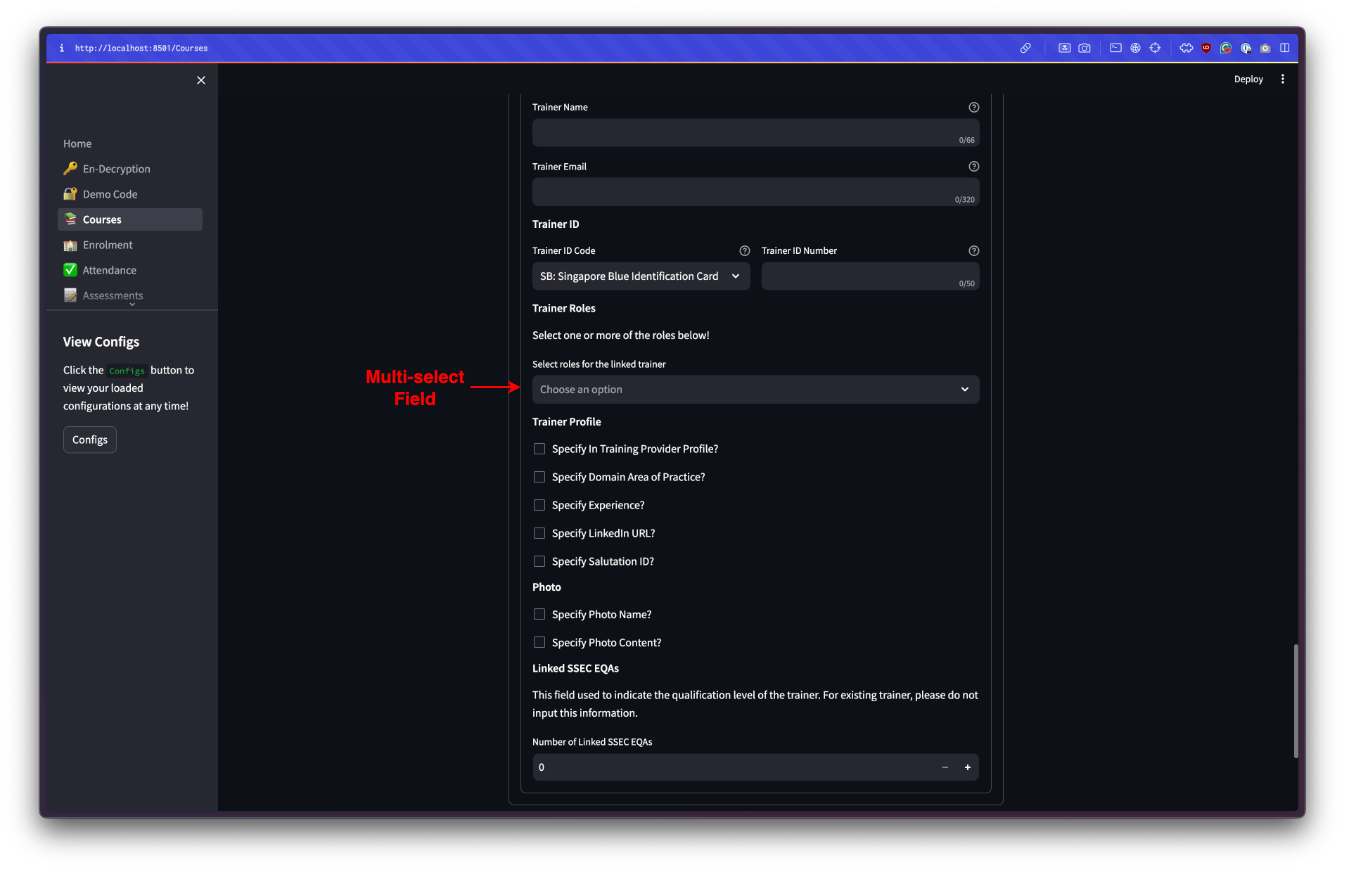 http://localhost:8501/Courses
Deploy
Home
En-Decryption
Demo Code
Courses
Enrolment
Attendance
Assessments
View Configs
Click the Configs button to
view your loaded
configurations at any time!
Configs
Trainer Name
0/66
Trainer Email
0/320
Trainer ID
Trainer ID Code
Trainer ID Number
SB: Singapore Blue Identification Card
0/50
Trainer Roles
Select one or more of the roles below!
Select roles for the linked trainer
Multi-select
Field
Choose an option
Trainer Profile
Specify In Training Provider Profile?
Specify Domain Area of Practice?
Specify Experience?
Specify LinkedIn URL?
Specify Salutation ID?
Photo
Specify Photo Name?
Specify Photo Content?
Linked SSEC EQAs
This field used to indicate the qualification level of the trainer. For existing trainer, please do not
input this information.
Number of Linked SSEC EQAs
0